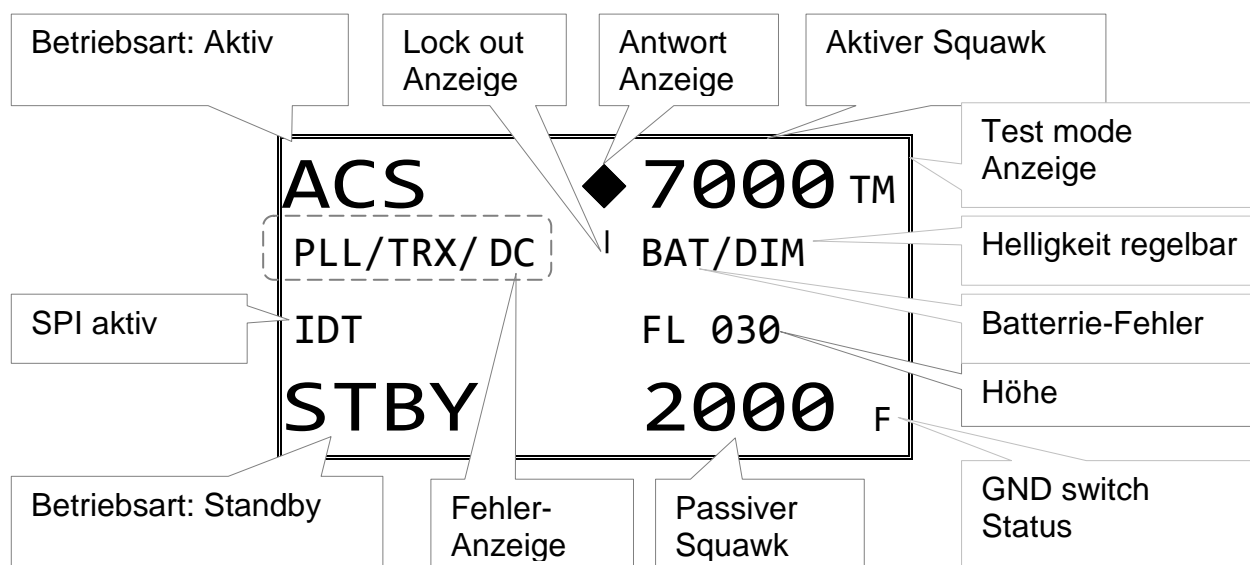 Betriebsart: Aktiv
Lock out
Anzeige
Antwort
Anzeige
Aktiver Squawk
Test mode
Anzeige
ACS
◆ 7000 TM
PLL/TRX/ DC
I
BAT/DIM
Helligkeit regelbar
SPI aktiv
IDT
FL 030
Batterrie-Fehler
Höhe
STBY
2000 F
Betriebsart: Standby
Fehler-
Anzeige
Passiver
Squawk
GND switch
Status